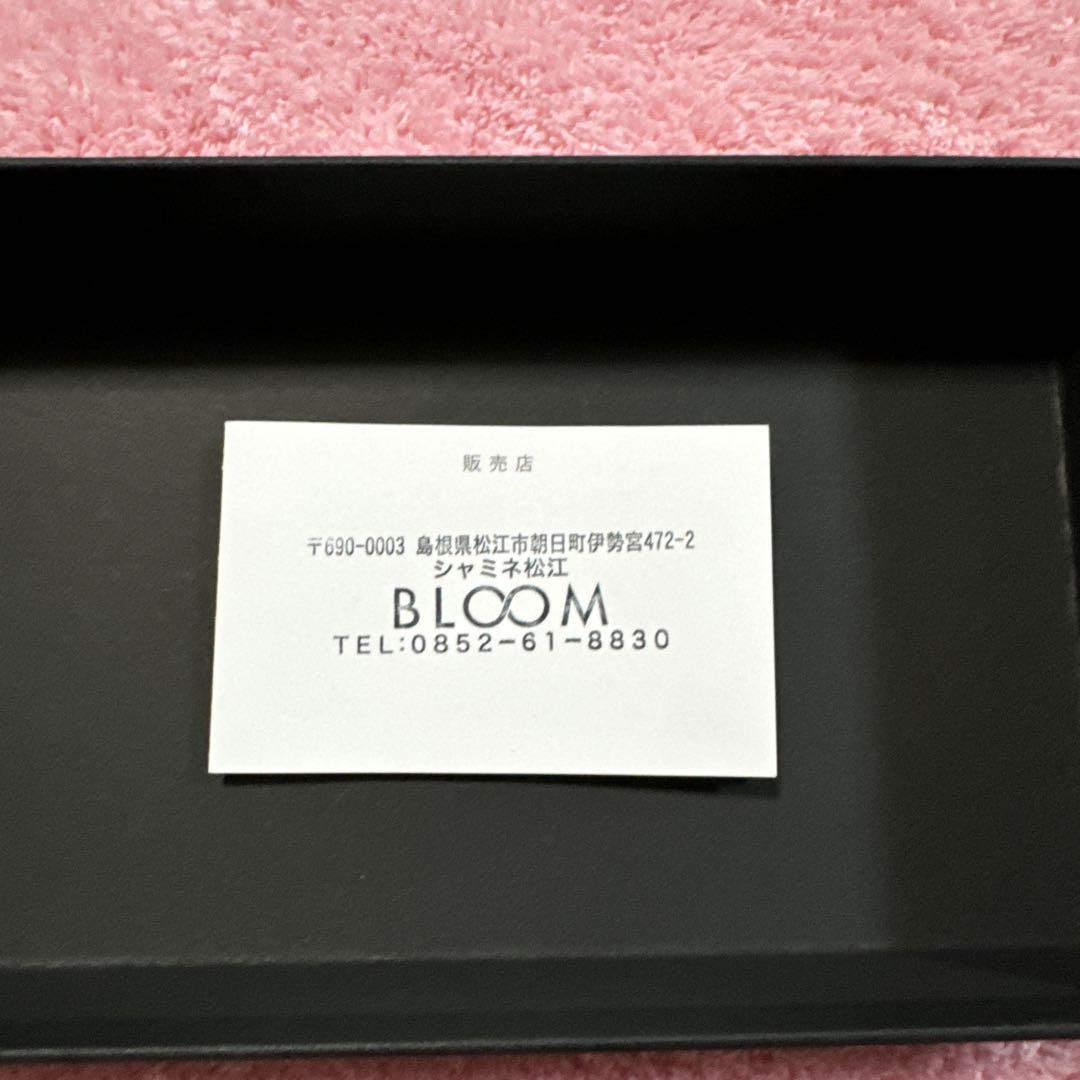 販売店
〒690-0003 島根県松江市朝日町伊勢宮472-2
シャミネ松江
BLOOM
TEL:0852-61-8830